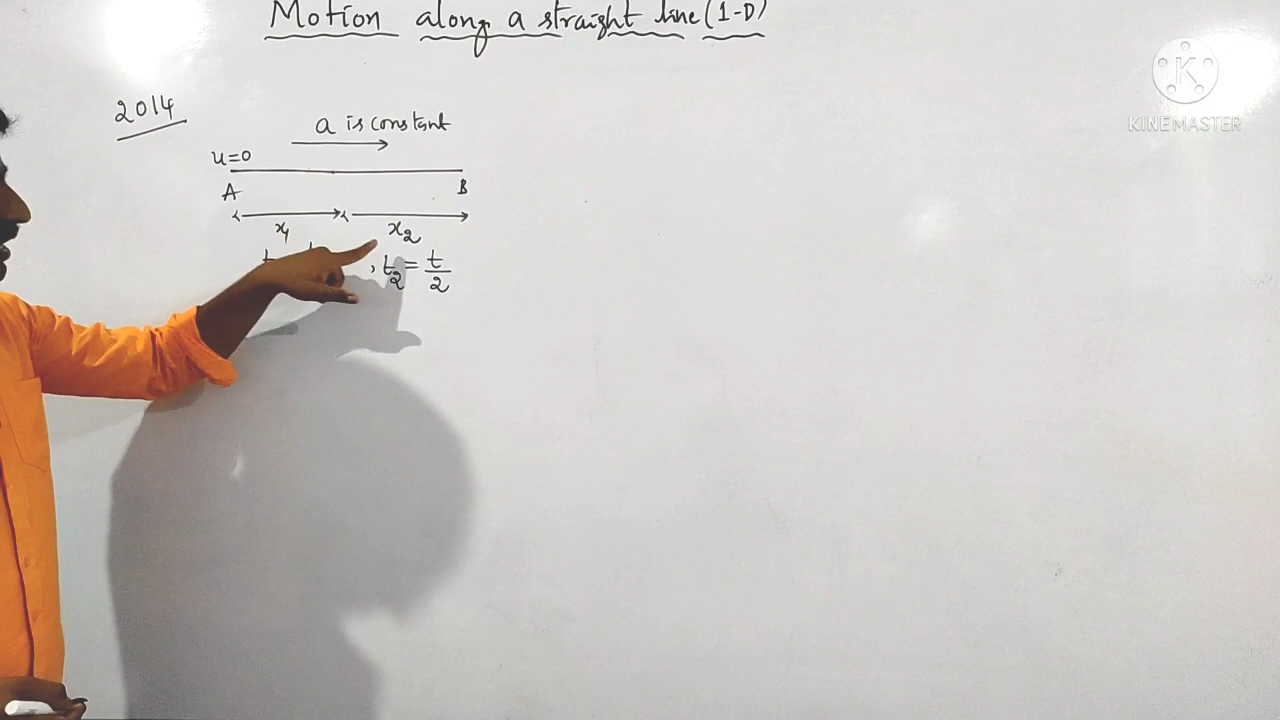 Motion along a straight line (1-D)
2014
a is constant
u=0
A B
x₁ x₂
, t₂ = t/2
KINEMASTER